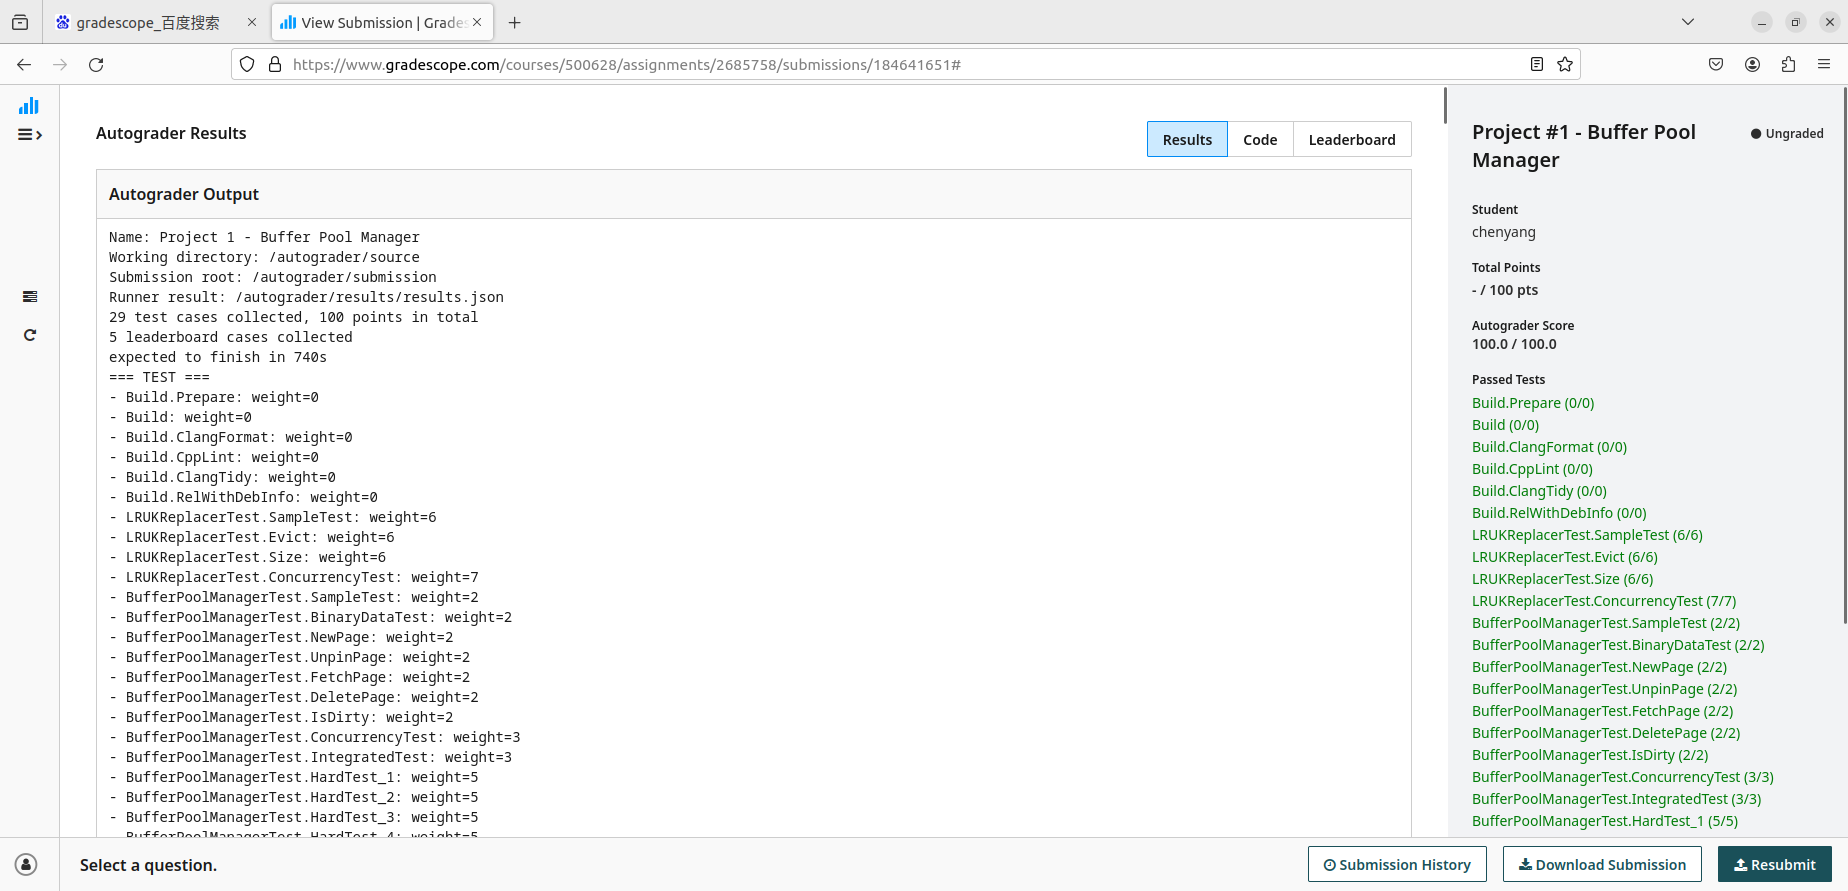 gradescope_百度搜索
View Submission | Grades
https://www.gradescope.com/courses/500628/assignments/2685758/submissions/184641651#
Autograder Results
Results
Code
Leaderboard
Autograder Output
Name: Project 1 - Buffer Pool Manager
Working directory: /autograder/source
Submission root: /autograder/submission
Runner result: /autograder/results/results.json
29 test cases collected, 100 points in total
5 leaderboard cases collected
expected to finish in 740s
=== TEST ===
- Build.Prepare: weight=0
- Build: weight=0
- Build.ClangFormat: weight=0
- Build.CppLint: weight=0
- Build.ClangTidy: weight=0
- Build.RelWithDebInfo: weight=0
- LRUKReplacerTest.SampleTest: weight=6
- LRUKReplacerTest.Evict: weight=6
- LRUKReplacerTest.Size: weight=6
- LRUKReplacerTest.ConcurrencyTest: weight=7
- BufferPoolManagerTest.SampleTest: weight=2
- BufferPoolManagerTest.BinaryDataTest: weight=2
- BufferPoolManagerTest.NewPage: weight=2
- BufferPoolManagerTest.UnpinPage: weight=2
- BufferPoolManagerTest.FetchPage: weight=2
- BufferPoolManagerTest.DeletePage: weight=2
- BufferPoolManagerTest.IsDirty: weight=2
- BufferPoolManagerTest.ConcurrencyTest: weight=3
- BufferPoolManagerTest.IntegratedTest: weight=3
- BufferPoolManagerTest.HardTest_1: weight=5
- BufferPoolManagerTest.HardTest_2: weight=5
- BufferPoolManagerTest.HardTest_3: weight=5
- BufferPoolManagerTest.HardTest_4: weight=5
Project #1 - Buffer Pool
Manager
Ungraded
Student
chenyang
Total Points
- / 100 pts
Autograder Score
100.0 / 100.0
Passed Tests
Build.Prepare (0/0)
Build (0/0)
Build.ClangFormat (0/0)
Build.CppLint (0/0)
Build.ClangTidy (0/0)
Build.RelWithDebInfo (0/0)
LRUKReplacerTest.SampleTest (6/6)
LRUKReplacerTest.Evict (6/6)
LRUKReplacerTest.Size (6/6)
LRUKReplacerTest.ConcurrencyTest (7/7)
BufferPoolManagerTest.SampleTest (2/2)
BufferPoolManagerTest.BinaryDataTest (2/2)
BufferPoolManagerTest.NewPage (2/2)
BufferPoolManagerTest.UnpinPage (2/2)
BufferPoolManagerTest.FetchPage (2/2)
BufferPoolManagerTest.DeletePage (2/2)
BufferPoolManagerTest.IsDirty (2/2)
BufferPoolManagerTest.ConcurrencyTest (3/3)
BufferPoolManagerTest.IntegratedTest (3/3)
BufferPoolManagerTest.HardTest_1 (5/5)
Select a question.
Submission History
Download Submission
Resubmit